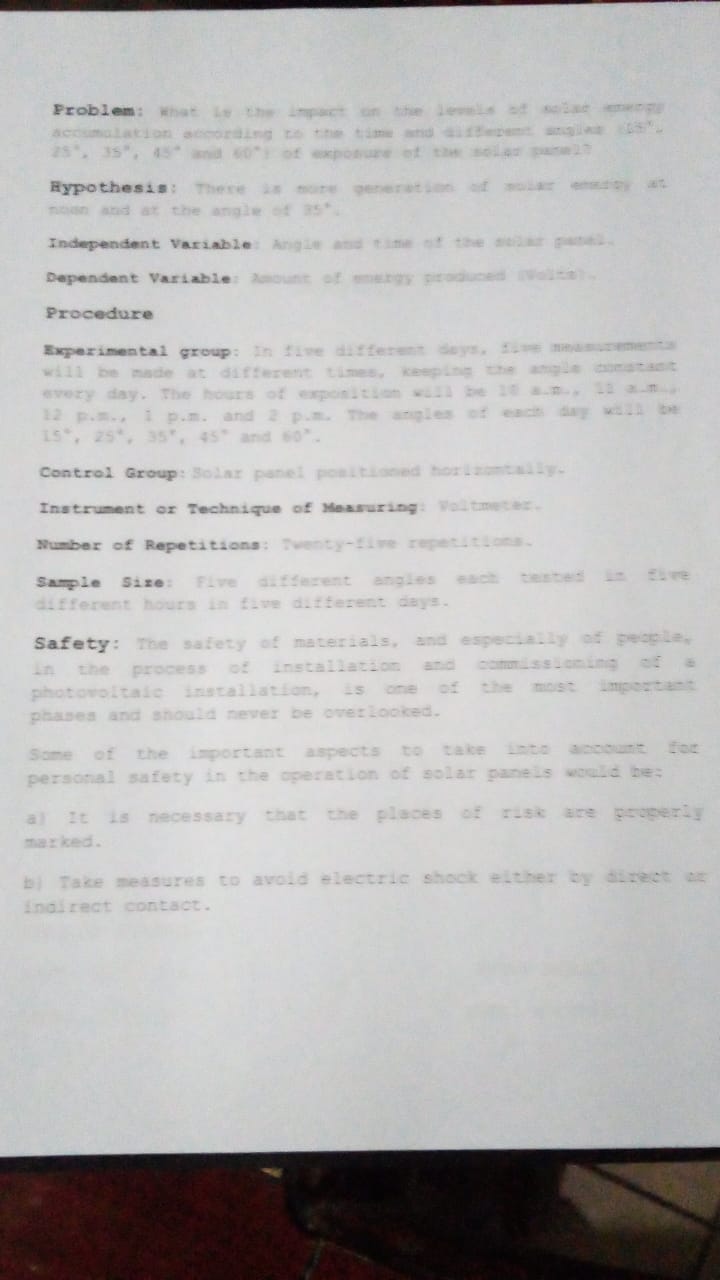 Problem: What is the impact on the levels of solar energy
accumulation according to the time and different angles (15°,
25°, 35°, 45° and 60°) of exposure of the solar panel?
Hypothesis: There is more generation of solar energy at
noon and at the angle of 35°.
Independent Variable: Angle and time of the solar panel.
Dependent Variable: Amount of energy produced (Volts).
Procedure
Experimental group: In five different days, five measurements
will be made at different times, keeping the angle constant
every day. The hours of exposition will be 10 a.m., 11 a.m.,
12 p.m., 1 p.m. and 2 p.m. The angles of each day will be
15°, 25°, 35°, 45° and 60°.
Control Group: Solar panel positioned horizontally.
Instrument or Technique of Measuring: Voltmeter.
Number of Repetitions: Twenty-five repetitions.
Sample Size: Five different angles each tested in five
different hours in five different days.
Safety: The safety of materials, and especially of people,
in the process of installation and commissioning of a
photovoltaic installation, is one of the most important
phases and should never be overlooked.
Some of the important aspects to take into account for
personal safety in the operation of solar panels would be:
a) It is necessary that the places of risk are properly
marked.
b) Take measures to avoid electric shock either by direct or
indirect contact.